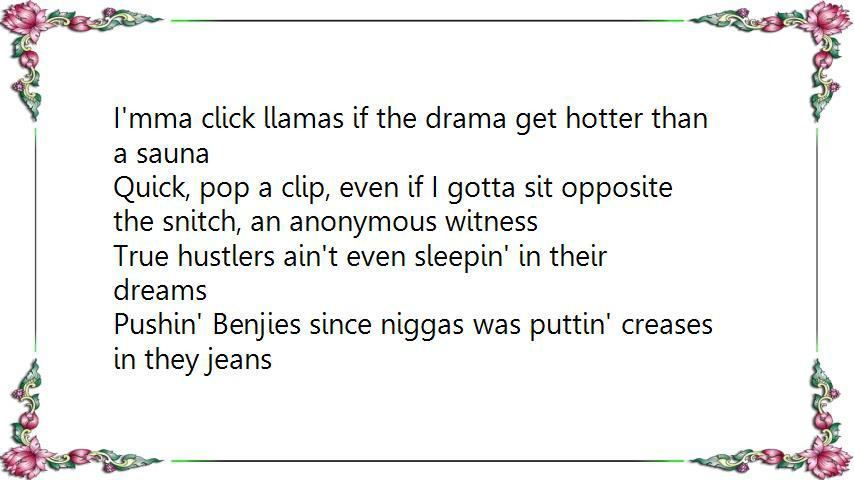 I'mma click llamas if the drama get hotter than
a sauna
Quick, pop a clip, even if I gotta sit opposite
the snitch, an anonymous witness
True hustlers ain't even sleepin' in their
dreams
Pushin' Benjies since niggas was puttin' creases
in they jeans